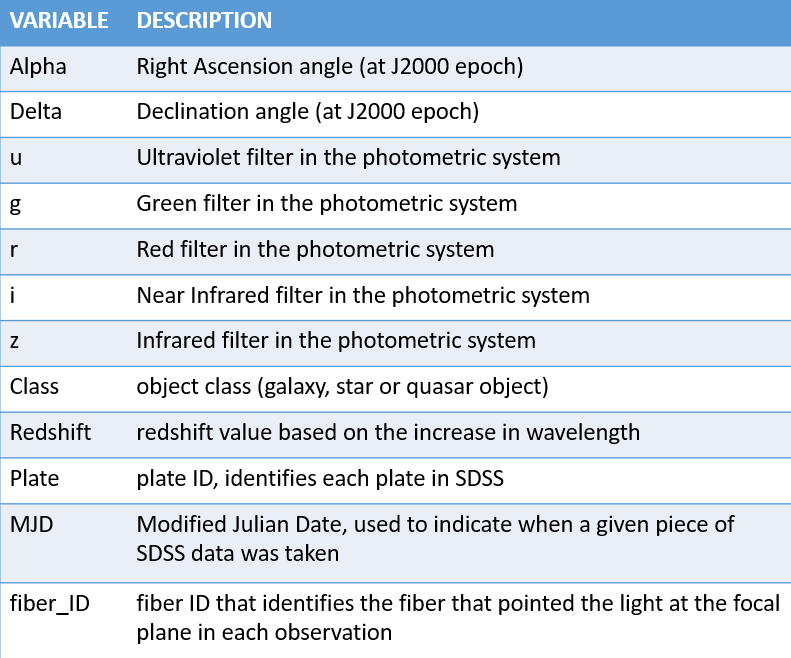 VARIABLE DESCRIPTION
Alpha Right Ascension angle (at J2000 epoch)
Delta Declination angle (at J2000 epoch)
u Ultraviolet filter in the photometric system
g Green filter in the photometric system
r Red filter in the photometric system
i Near Infrared filter in the photometric system
z Infrared filter in the photometric system
Class object class (galaxy, star or quasar object)
Redshift redshift value based on the increase in wavelength
Plate plate ID, identifies each plate in SDSS
MJD Modified Julian Date, used to indicate when a given piece of
SDSS data was taken
fiber_ID fiber ID that identifies the fiber that pointed the light at the focal
plane in each observation